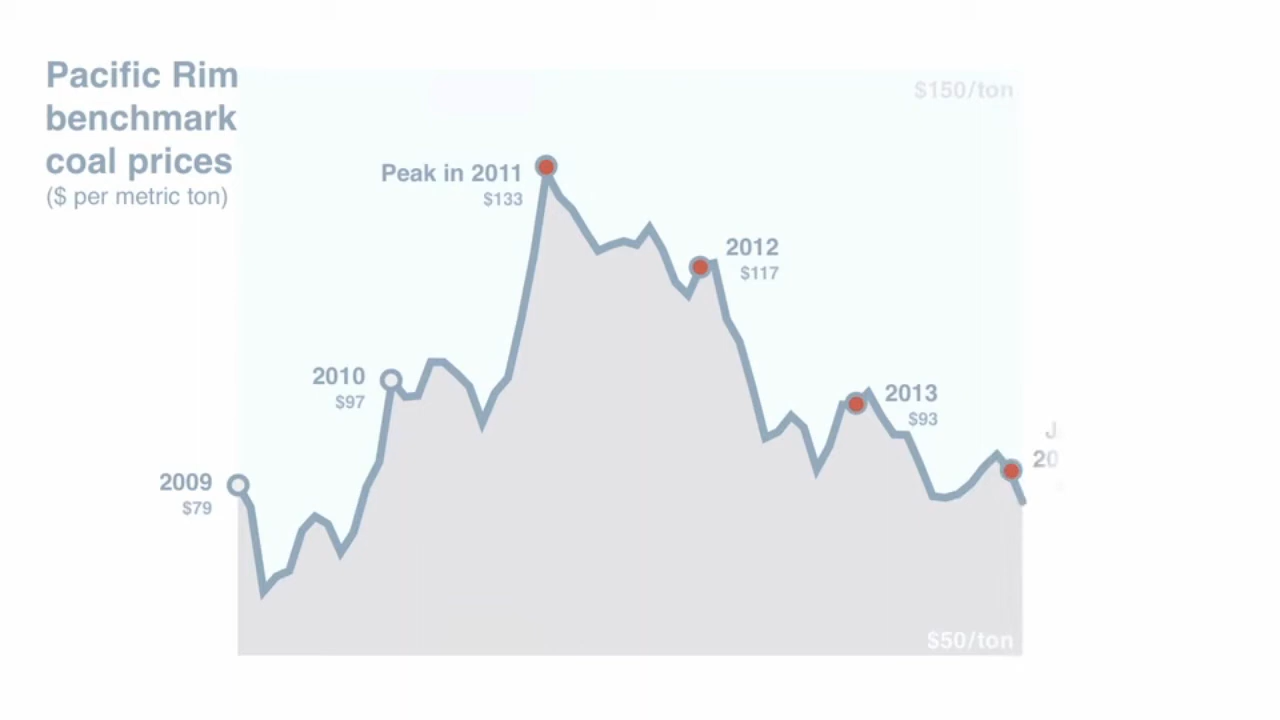 Pacific Rim
benchmark
coal prices
($ per metric ton)
$150/ton
Peak in 2011
$133
2012
$117
2010
$97
2013
$93
2009
$79
$50/ton